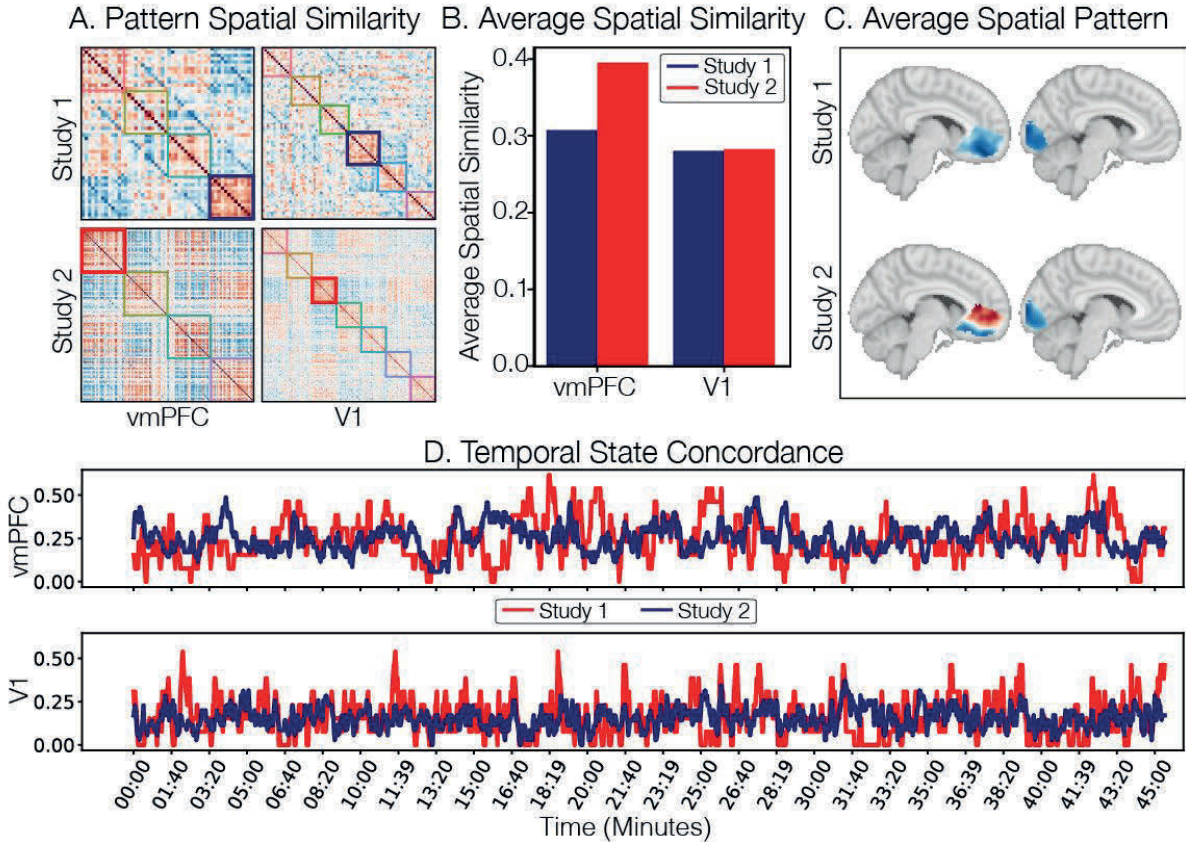 A. Pattern Spatial Similarity
B. Average Spatial Similarity
C. Average Spatial Pattern
Study 1
Study 2
vmPFC
V1
Average Spatial Similarity
0.4
0.3
0.2
0.1
0.0
Study 1
Study 2
vmPFC
V1
Study 1
Study 2
D. Temporal State Concordance
vmPFC
0.50
0.25
0.00
Study 1 Study 2
V1
0.50
0.25
0.00
00:00 01:40 03:20 05:00 06:40 08:20 10:00 11:39 13:20 15:00 16:40 18:19 20:00 21:40 23:19 25:00 26:40 28:19 30:00 31:40 33:20 35:00 36:39 38:20 40:00 41:39 43:20 45:00
Time (Minutes)